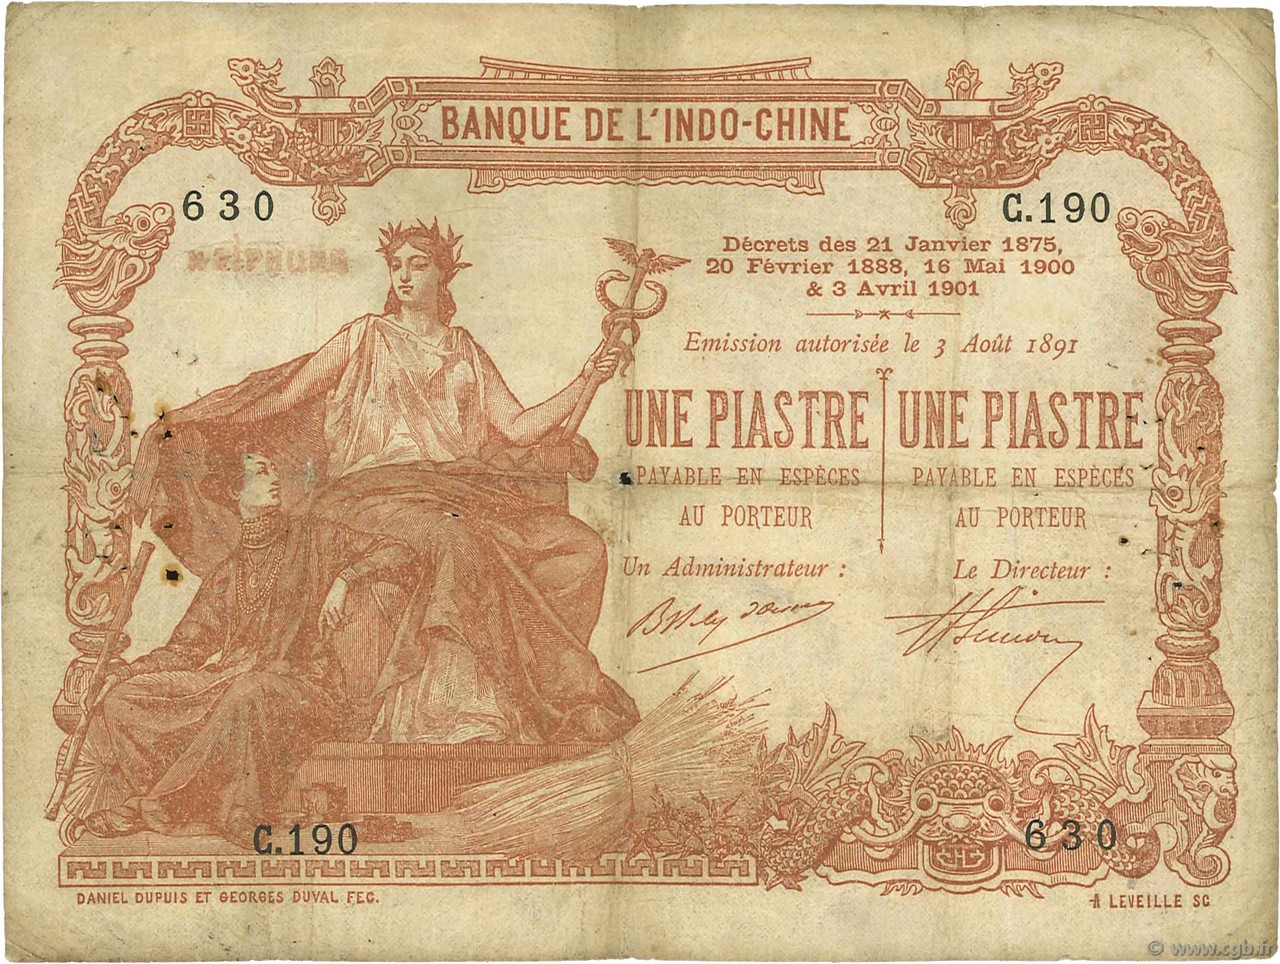 BANQUE DE L'INDO-CHINE
630
C.190
HAÏPHONG
Décrets des 21 Janvier 1875,
20 Février 1888, 16 Mai 1900
& 3 Avril 1901
Emission autorisée le 3 Août 1891
UNE PIASTRE
PAYABLE EN ESPÈCES
AU PORTEUR
Un Administrateur :
UNE PIASTRE
PAYABLE EN ESPÈCES
AU PORTEUR
Le Directeur :
C.190
630
DANIEL DUPUIS ET GEORGES DUVAL FEC.
A LEVEILLE SC
© www.cgb.fr